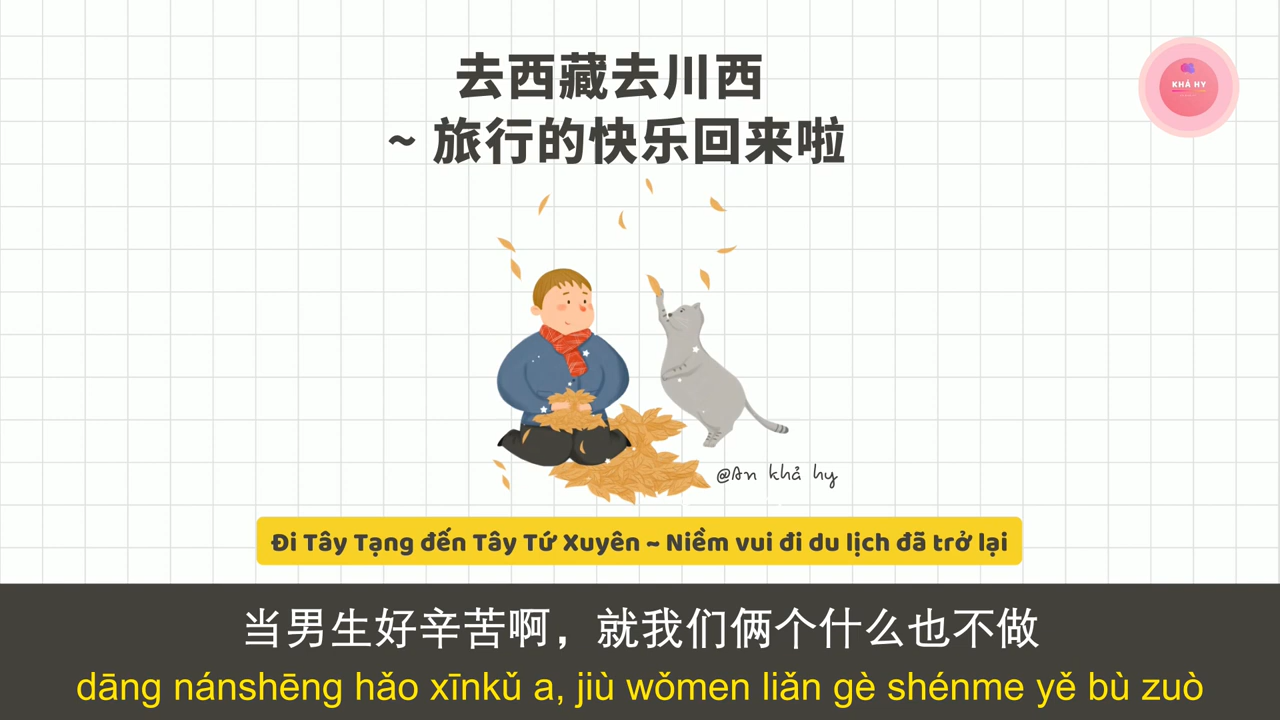 去西藏去川西
~ 旅行的快乐回来啦
KHẢ HY
@An khả hy
Đi Tây Tạng đến Tây Tứ Xuyên ~ Niềm vui đi du lịch đã trở lại
当男生好辛苦啊，就我们俩个什么也不做
dāng nánshēng hǎo xīnkǔ a, jiù wǒmen liǎn gè shénme yě bù zuò